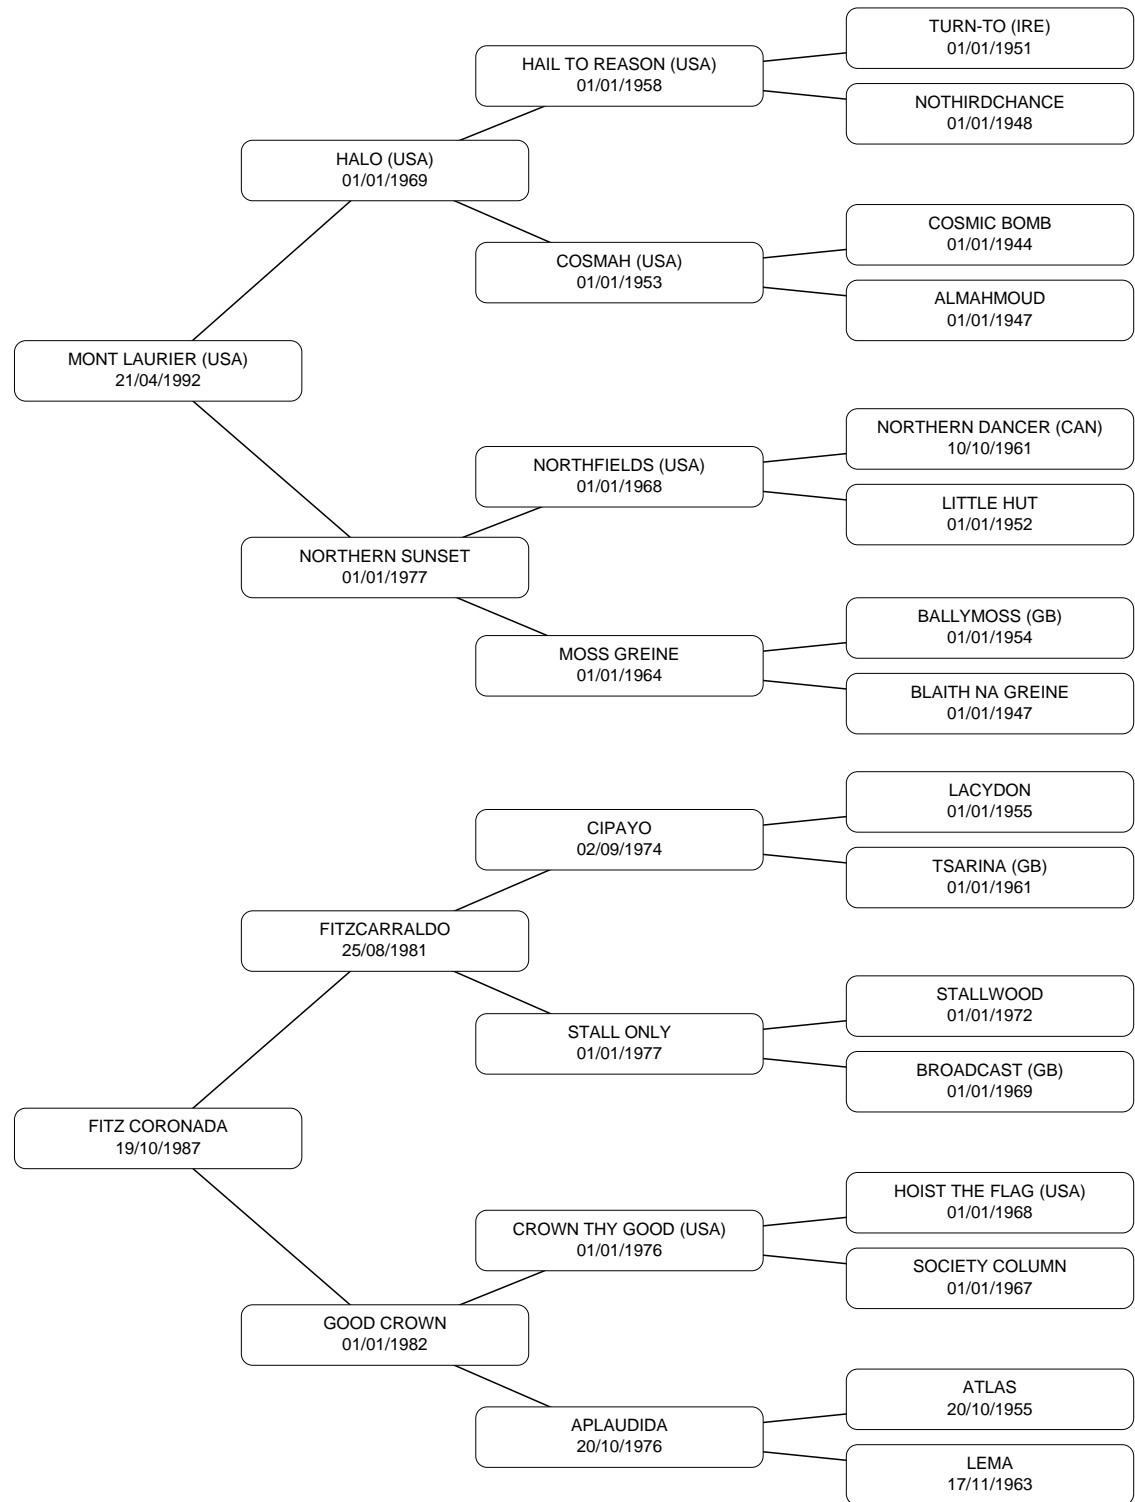 TURN-TO (IRE)
01/01/1951
HAIL TO REASON (USA)
01/01/1958
NOTHIRDCHANCE
01/01/1948
HALO (USA)
01/01/1969
COSMIC BOMB
01/01/1944
COSMAH (USA)
01/01/1953
ALMAHMOUD
01/01/1947
MONT LAURIER (USA)
21/04/1992
NORTHERN DANCER (CAN)
10/10/1961
NORTHFIELDS (USA)
01/01/1968
LITTLE HUT
01/01/1952
NORTHERN SUNSET
01/01/1977
BALLYMOSS (GB)
01/01/1954
MOSS GREINE
01/01/1964
BLAITH NA GREINE
01/01/1947
LACYDON
01/01/1955
CIPAYO
02/09/1974
TSARINA (GB)
01/01/1961
FITZCARRALDO
25/08/1981
STALLWOOD
01/01/1972
STALL ONLY
01/01/1977
BROADCAST (GB)
01/01/1969
FITZ CORONADA
19/10/1987
HOIST THE FLAG (USA)
01/01/1968
CROWN THY GOOD (USA)
01/01/1976
SOCIETY COLUMN
01/01/1967
GOOD CROWN
01/01/1982
ATLAS
20/10/1955
APLAUDIDA
20/10/1976
LEMA
17/11/1963